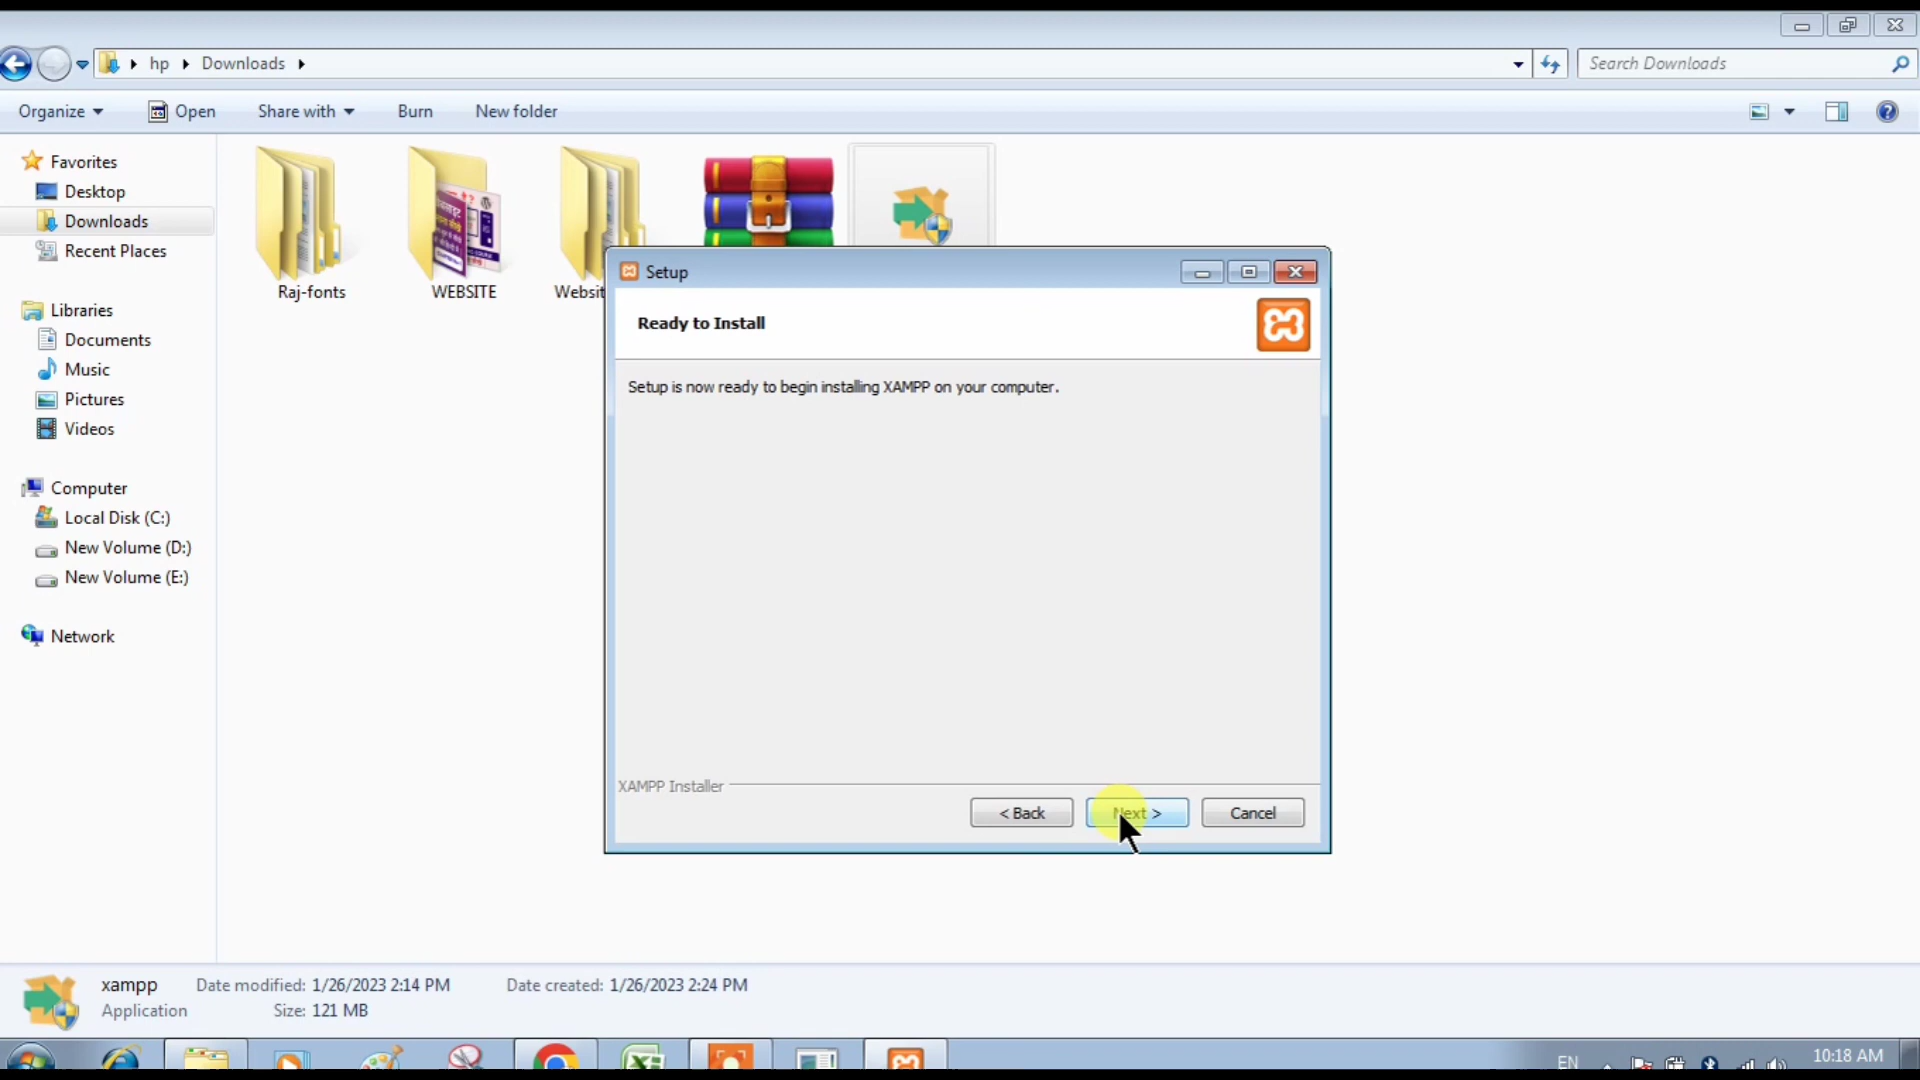 hp
Downloads
Search Downloads
Organize
Open
Share with
Burn
New folder
Favorites
Desktop
Downloads
Recent Places
Libraries
Documents
Music
Pictures
Videos
Computer
Local Disk (C:)
New Volume (D:)
New Volume (E:)
Network
Raj-fonts
WEBSITE
Setup
Ready to Install
Setup is now ready to begin installing XAMPP on your computer.
XAMPP Installer
< Back
Next >
Cancel
xampp
Date modified: 1/26/2023 2:14 PM
Date created: 1/26/2023 2:24 PM
Application
Size: 121 MB
EN
10:18 AM